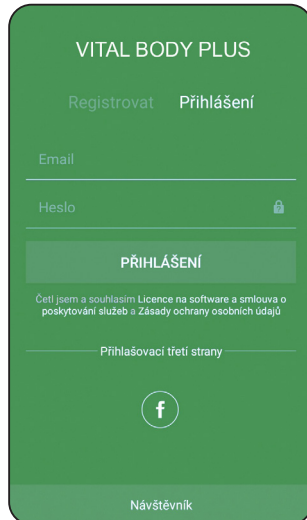 VITAL BODY PLUS
Registrovat Přihlášení
Email
Heslo
PŘIHLÁŠENÍ
Četl jsem a souhlasím Licence na software a smlouva o
poskytování služeb a Zásady ochrany osobních údajů
Přihlašovací třetí strany
f
Návštěvník